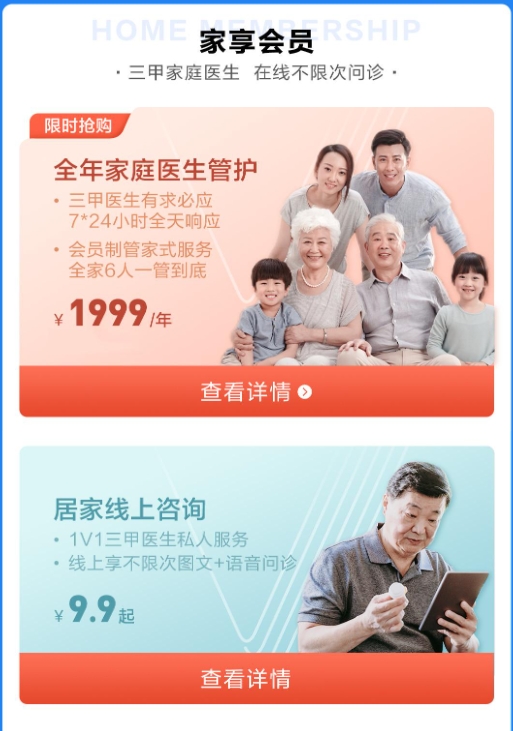 HOME MEMBERSHIP
家享会员
· 三甲家庭医生 在线不限次问诊 ·
限时抢购
全年家庭医生管护
• 三甲医生有求必应
7*24小时全天响应
• 会员制管家式服务
全家6人一管到底
¥ 1999/年
查看详情
居家线上咨询
• 1V1三甲医生私人服务
• 线上享不限次图文+语音问诊
¥ 9.9起
查看详情